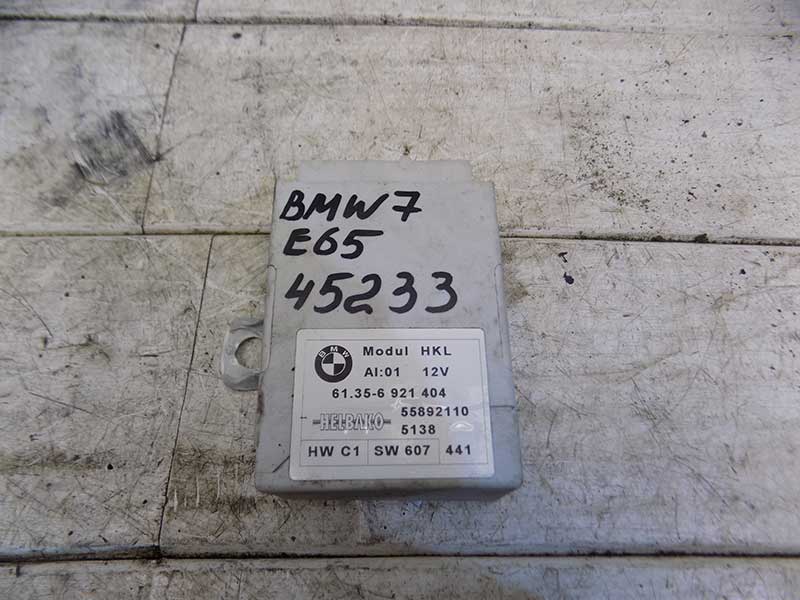 BMW7
E65
45233
BMW
Modul HKL
AI:01 12V
61.35-6 921 404
HELBAKO 55892110
5138
HW C1 SW 607 441